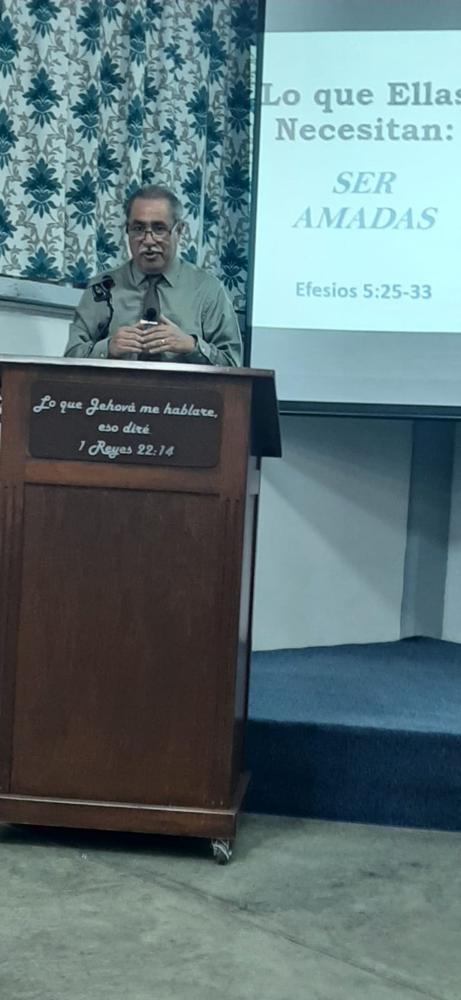 Lo que Ellas
Necesitan:
SER
AMADAS
Efesios 5:25-33
Lo que Jehová me hablare,
eso diré
1 Reyes 22:14